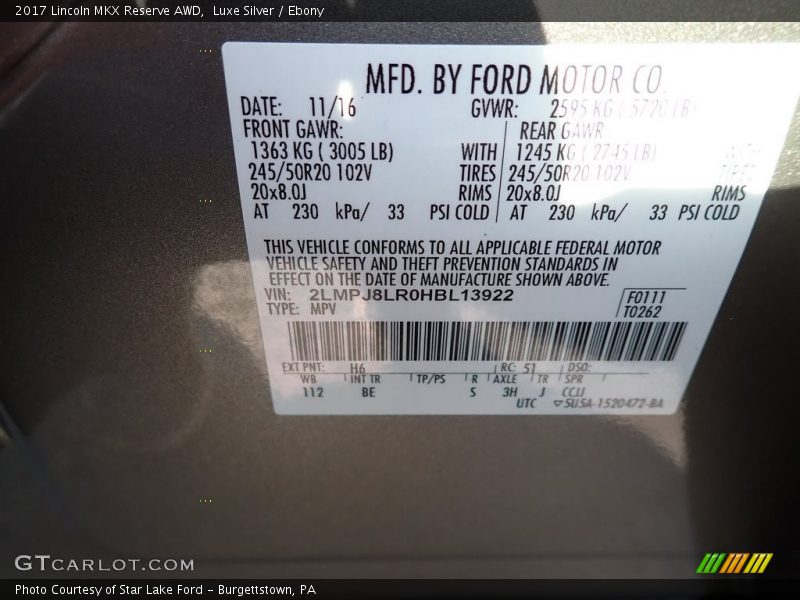 2017 Lincoln MKX Reserve AWD,  Luxe Silver / Ebony
MFD. BY FORD MOTOR CO.
DATE: 11/16 GVWR: 2595 KG ( 5720 LB)
FRONT GAWR: REAR GAWR
1363 KG ( 3005 LB) WITH 1245 KG ( 2745 LB) WITH
245/50R20 102V TIRES 245/50R20 102V TIRES
20x8.0J RIMS 20x8.0J RIMS
AT 230 kPa/ 33 PSI COLD AT 230 kPa/ 33 PSI COLD
THIS VEHICLE CONFORMS TO ALL APPLICABLE FEDERAL MOTOR
VEHICLE SAFETY AND THEFT PREVENTION STANDARDS IN
EFFECT ON THE DATE OF MANUFACTURE SHOWN ABOVE.
VIN: 2LMPJ8LR0HBL13922 F0111
TYPE: MPV T0262
EXT PNT: H6 RC: 51 DSO:
WB INT TR TP/PS R AXLE TR SPR
112 BE S 3H J CCJJ
UTC ▽5USA-1520472-BA
GTCARLOT.COM
Photo Courtesy of Star Lake Ford - Burgettstown, PA